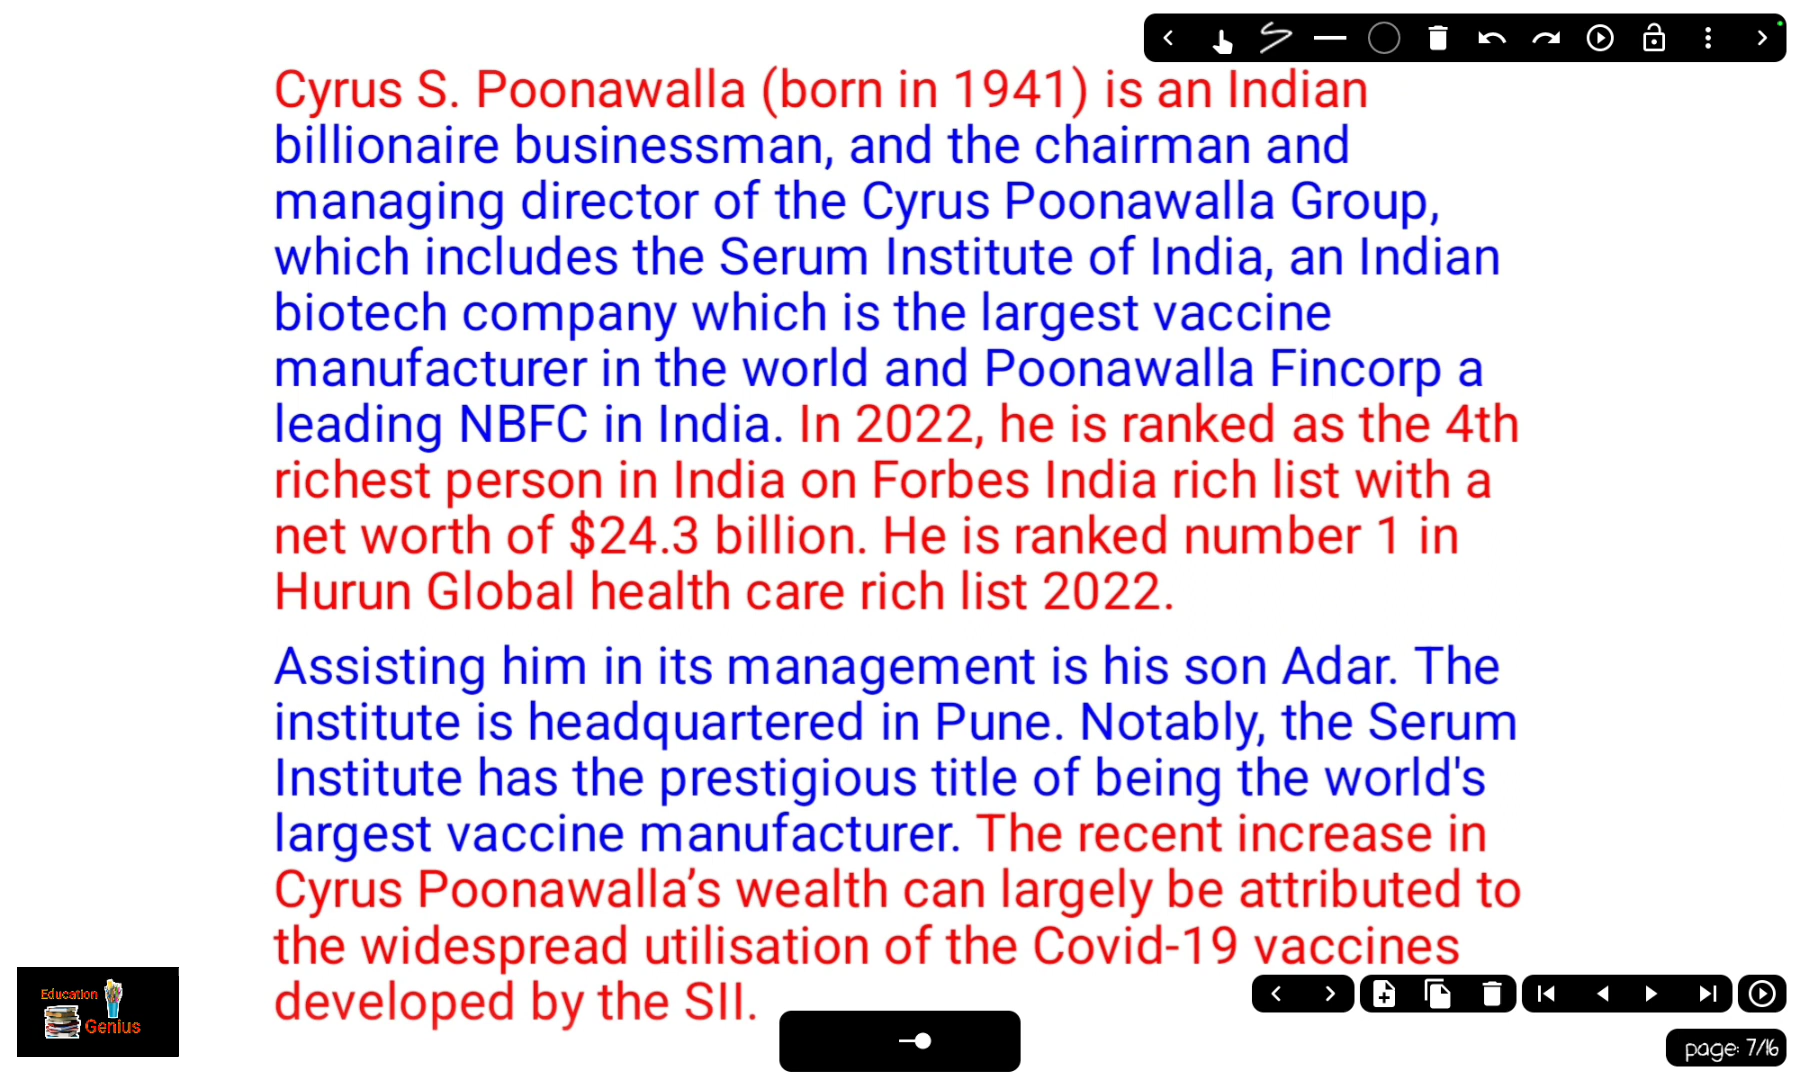 Cyrus S. Poonawalla (born in 1941) is an Indian
billionaire businessman, and the chairman and
managing director of the Cyrus Poonawalla Group,
which includes the Serum Institute of India, an Indian
biotech company which is the largest vaccine
manufacturer in the world and Poonawalla Fincorp a
leading NBFC in India. In 2022, he is ranked as the 4th
richest person in India on Forbes India rich list with a
net worth of $24.3 billion. He is ranked number 1 in
Hurun Global health care rich list 2022.
Assisting him in its management is his son Adar. The
institute is headquartered in Pune. Notably, the Serum
Institute has the prestigious title of being the world's
largest vaccine manufacturer. The recent increase in
Cyrus Poonawalla’s wealth can largely be attributed to
the widespread utilisation of the Covid-19 vaccines
developed by the SII.
Education
Genius
page: 7/16